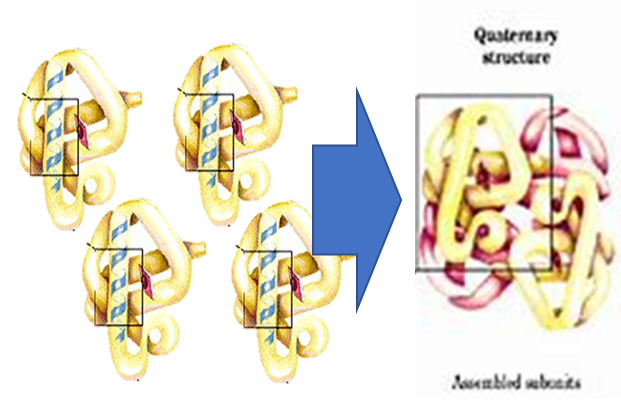 Quaternary
structure
Assembled subunits